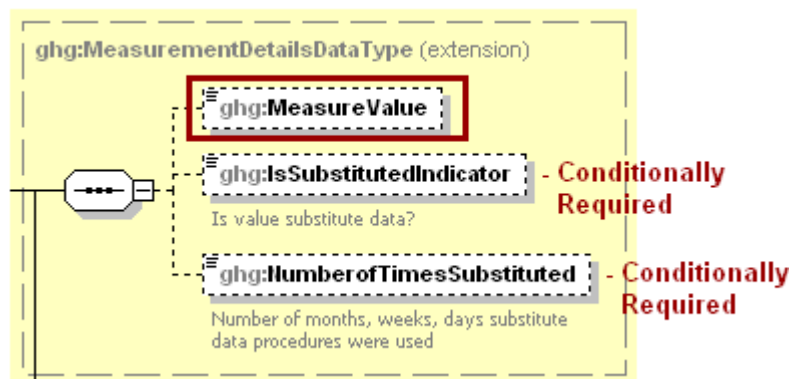 ghg:MeasurementDetailsDataType (extension)
ghg:MeasureValue
ghg:IsSubstitutedIndicator
- Conditionally
Required
Is value substitute data?
ghg:NumberofTimesSubstituted
- Conditionally
Required
Number of months, weeks, days substitute
data procedures were used